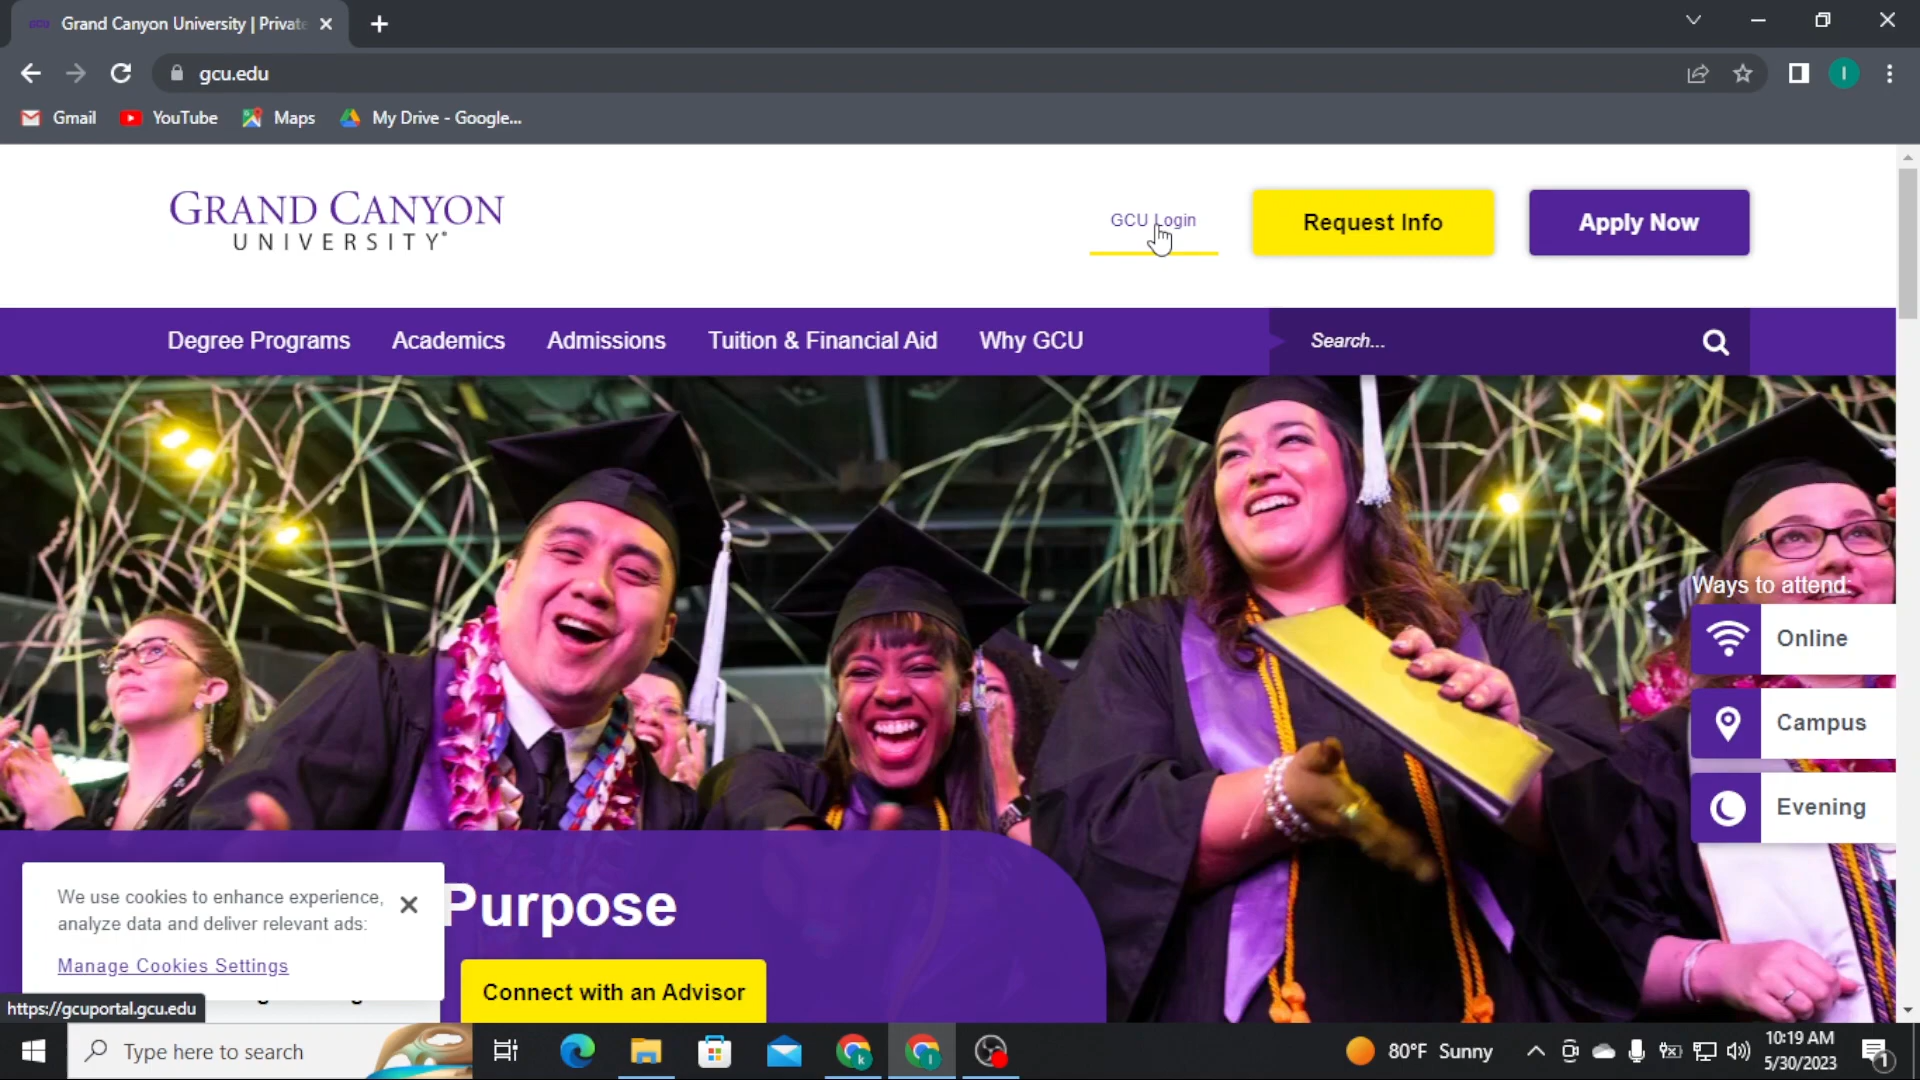 Grand Canyon University | Private
gcu.edu
I
Gmail
YouTube
Maps
My Drive - Google...
GRAND CANYON
UNIVERSITY®
GCU Login
Request Info
Apply Now
Degree Programs
Academics
Admissions
Tuition & Financial Aid
Why GCU
Search...
Ways to attend:
Online
Campus
Evening
We use cookies to enhance experience,
analyze data and deliver relevant ads:
Manage Cookies Settings
Purpose
Connect with an Advisor
https://gcuportal.gcu.edu
Type here to search
k
I
80°F Sunny
10:19 AM
5/30/2023
1